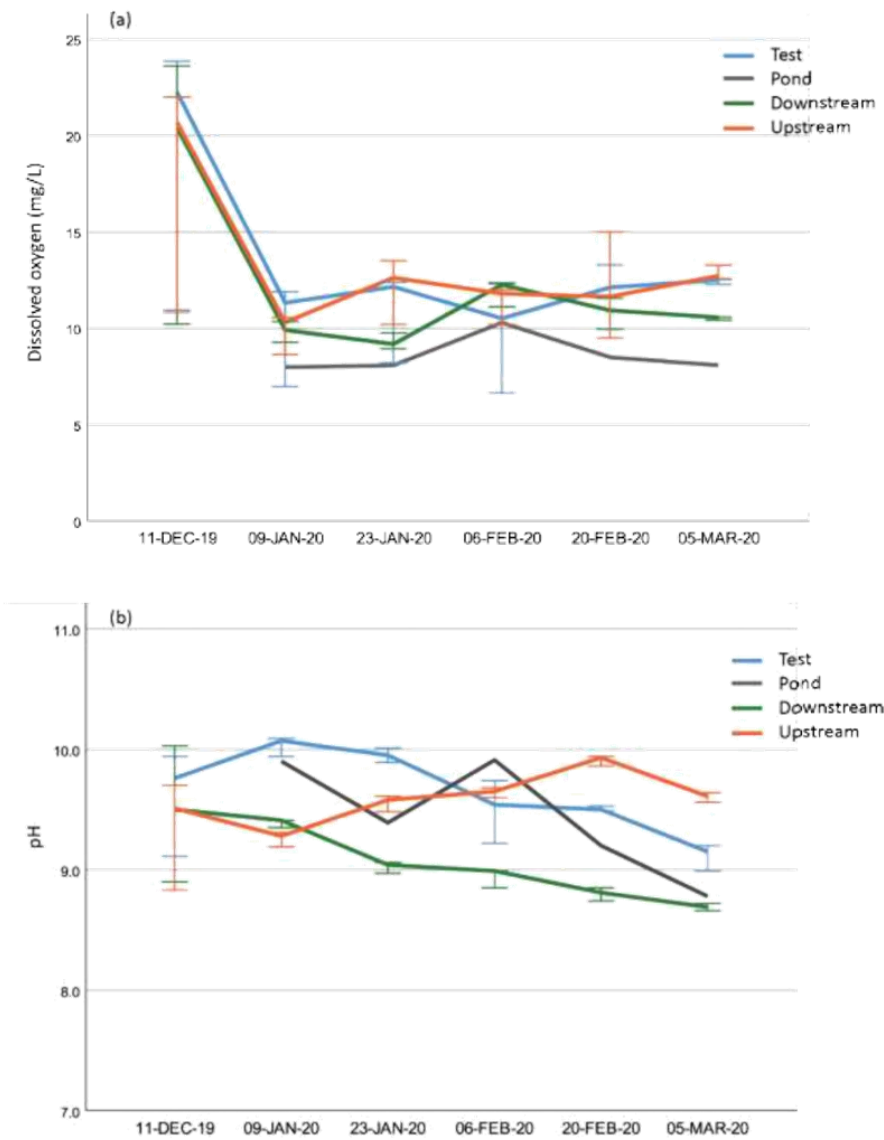 (a)
25
20
15
10
5
0
Dissolved oxygen (mg/L)
Test
Pond
Downstream
Upstream
11-DEC-19 09-JAN-20 23-JAN-20 06-FEB-20 20-FEB-20 05-MAR-20
(b)
11.0
10.0
9.0
8.0
7.0
pH
Test
Pond
Downstream
Upstream
11-DEC-19 09-JAN-20 23-JAN-20 06-FEB-20 20-FEB-20 05-MAR-20